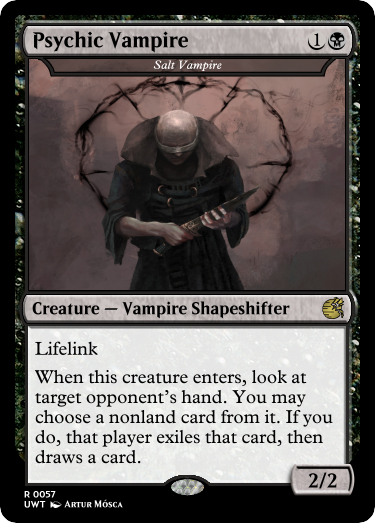 Psychic Vampire 1
Salt Vampire
Creature — Vampire Shapeshifter
Lifelink
When this creature enters, look at
target opponent's hand. You may
choose a nonland card from it. If you
do, that player exiles that card, then
draws a card.
2/2
R 0057
UWT Artur Mósca